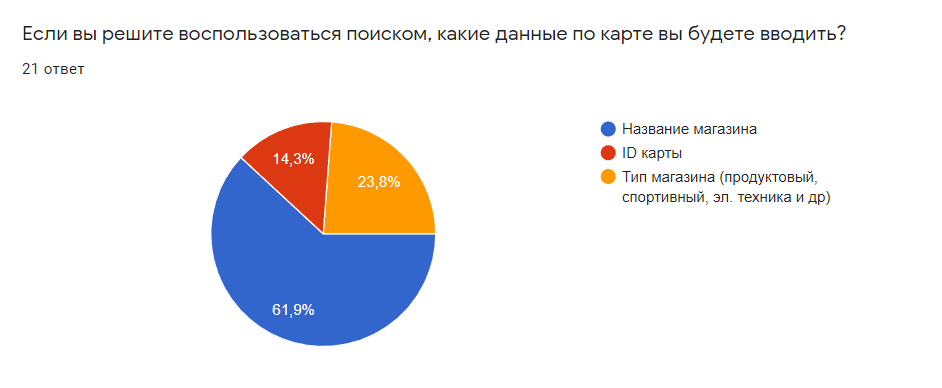 Если вы решите воспользоваться поиском, какие данные по карте вы будете вводить?
21 ответ
Название магазина
ID карты
Тип магазина (продуктовый,
спортивный, эл. техника и др)
14,3%
23,8%
61,9%